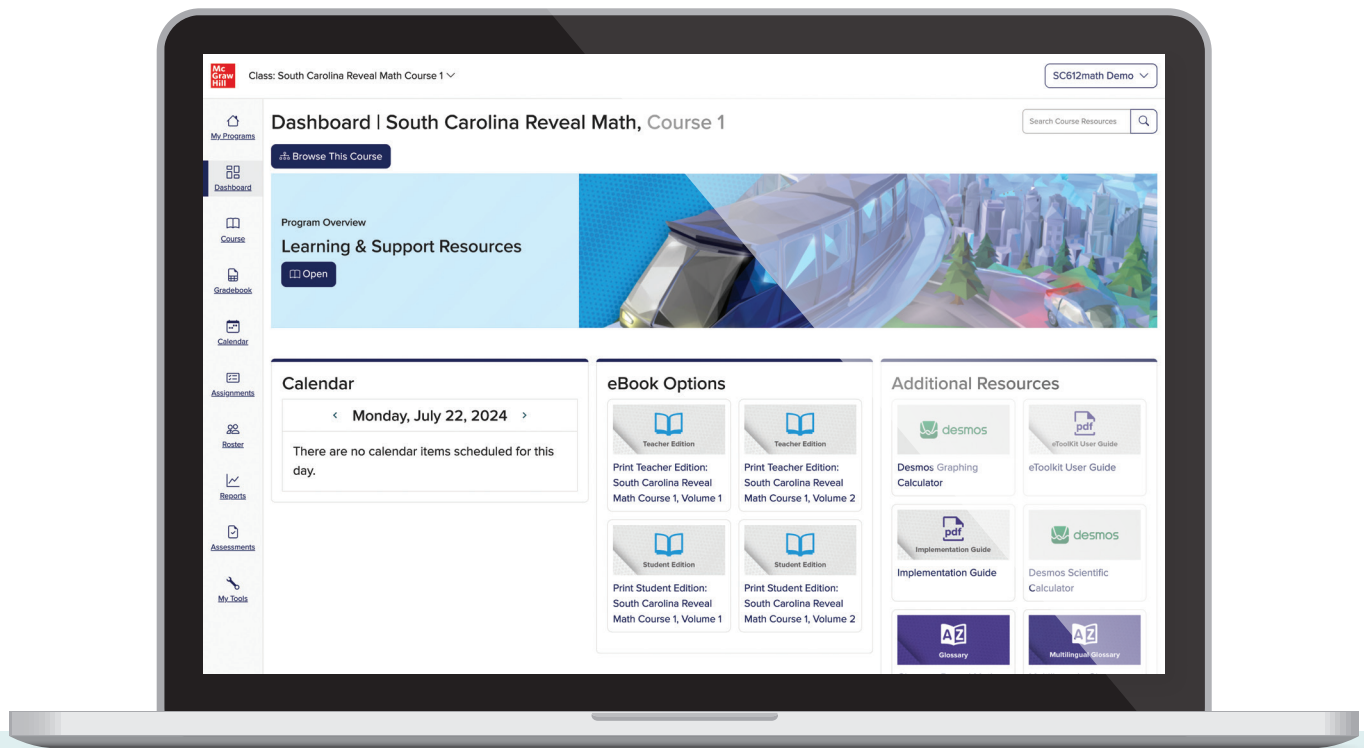 Mc
Graw
Hill
Class: South Carolina Reveal Math Course 1
SC612math Demo
My Programs
Dashboard
Course
Gradebook
Calendar
Assignments
Roster
Reports
Assessments
My Tools
Dashboard | South Carolina Reveal Math, Course 1
Search Course Resources
Browse This Course
Program Overview
Learning & Support Resources
Open
Calendar
Monday, July 22, 2024
There are no calendar items scheduled for this
day.
eBook Options
Teacher Edition
Print Teacher Edition:
South Carolina Reveal
Math Course 1, Volume 1
Teacher Edition
Print Teacher Edition:
South Carolina Reveal
Math Course 1, Volume 2
Student Edition
Print Student Edition:
South Carolina Reveal
Math Course 1, Volume 1
Student Edition
Print Student Edition:
South Carolina Reveal
Math Course 1, Volume 2
Additional Resources
desmos
Desmos Graphing
Calculator
pdf
eToolKit User Guide
eToolkit User Guide
pdf
Implementation Guide
Implementation Guide
desmos
Desmos Scientific
Calculator
AZ
Glossary
AZ
Multilingual Glossary